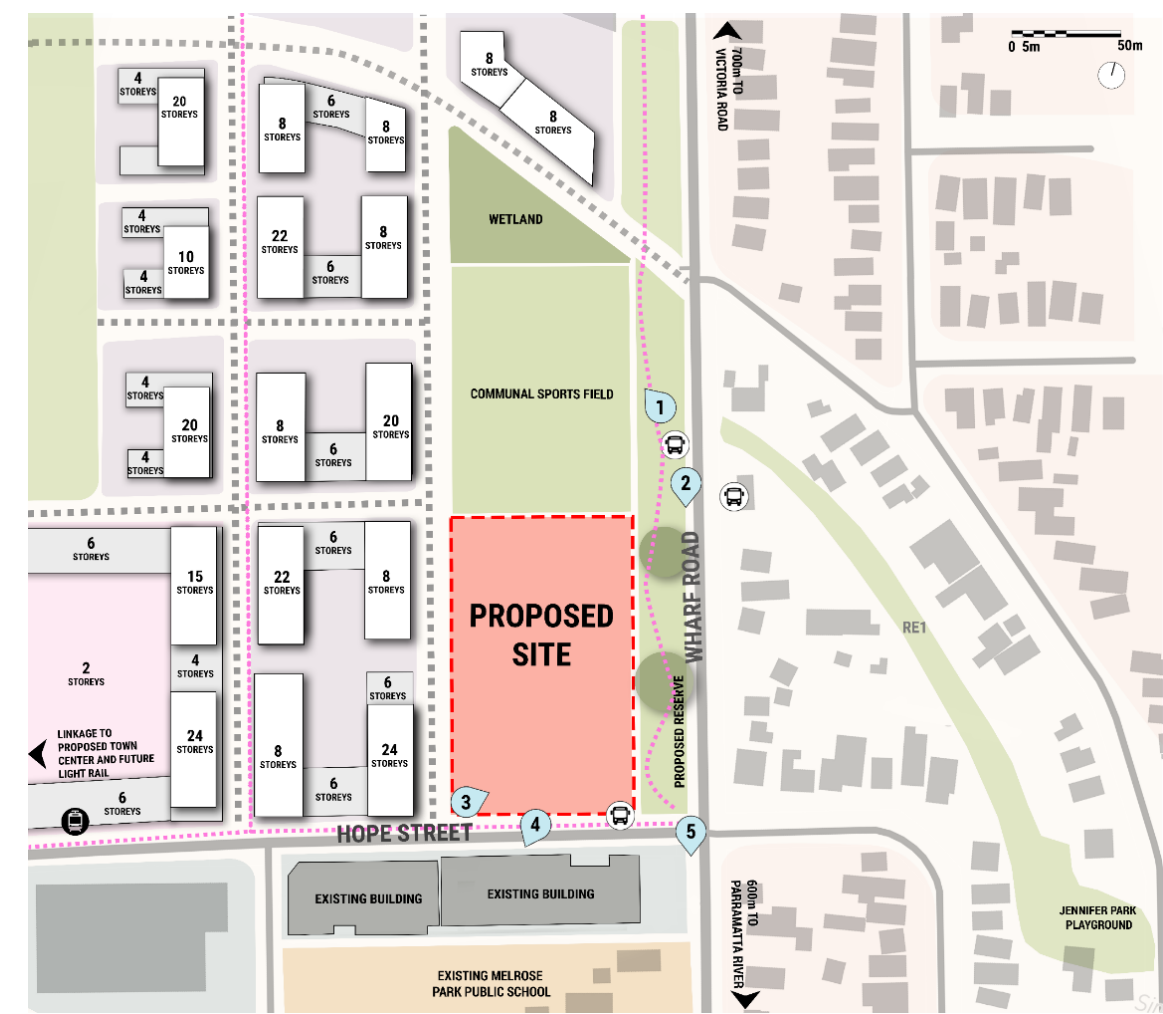 700m TO
VICTORIA ROAD
0 5m 50m
8
STOREYS
8
STOREYS
4
STOREYS
20
STOREYS
6
STOREYS
8
STOREYS
8
STOREYS
WETLAND
4
STOREYS
10
STOREYS
4
STOREYS
22
STOREYS
8
STOREYS
6
STOREYS
4
STOREYS
20
STOREYS
4
STOREYS
8
STOREYS
20
STOREYS
6
STOREYS
COMMUNAL SPORTS FIELD
1
2
6
STOREYS
15
STOREYS
22
STOREYS
6
STOREYS
8
STOREYS
PROPOSED
SITE
WHARF ROAD
RE1
2
STOREYS
4
STOREYS
24
STOREYS
8
STOREYS
6
STOREYS
24
STOREYS
6
STOREYS
PROPOSED RESERVE
LINKAGE TO
PROPOSED TOWN
CENTER AND FUTURE
LIGHT RAIL
6
STOREYS
3
4
5
HOPE STREET
EXISTING BUILDING
EXISTING BUILDING
600m TO
PARRAMATTA RIVER
JENNIFER PARK
PLAYGROUND
EXISTING MELROSE
PARK PUBLIC SCHOOL